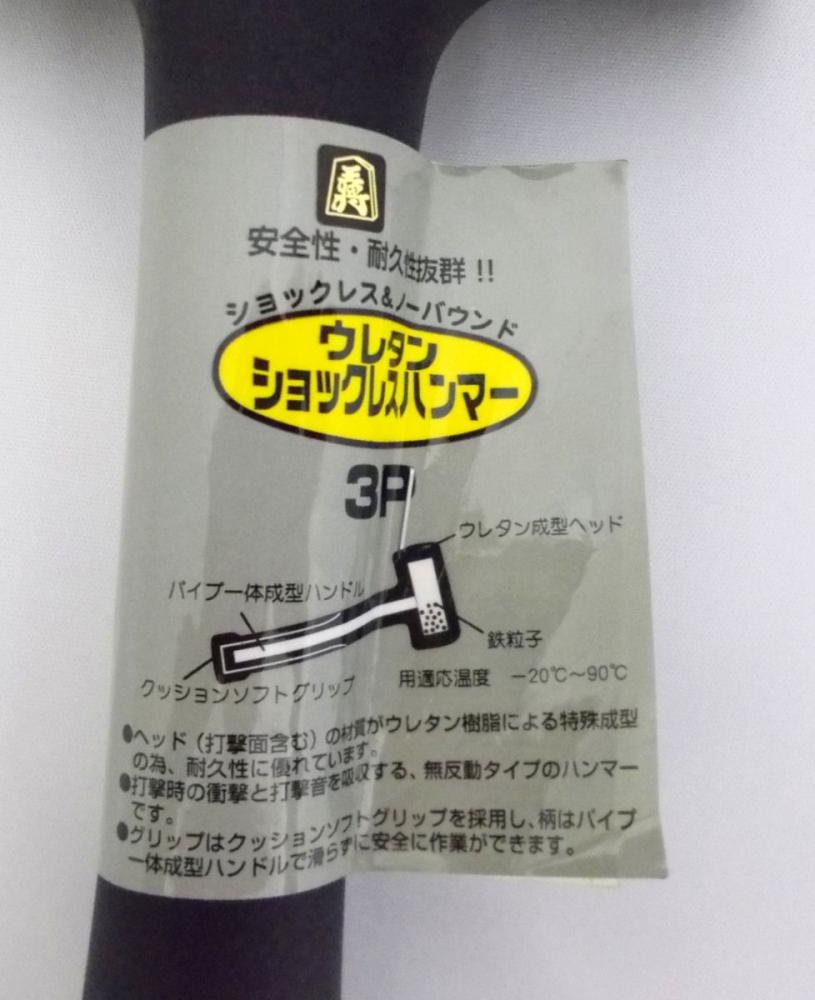 安全性・耐久性抜群!!
ショックレス&ノーバウンド
ウレタン
ショックレスハンマー
3P
ウレタン成型ヘッド
パイプ一体成型ハンドル
鉄粒子
クッションソフトグリップ
用適応温度 −20℃〜90℃
●ヘッド(打撃面含む)の材質がウレタン樹脂による特殊成型
の為、耐久性に優れています。
●打撃時の衝撃と打撃音を吸収する、無反動タイプのハンマー
です。
●グリップはクッションソフトグリップを採用し、柄はパイプ
一体成型ハンドルで滑らずに安全に作業ができます。